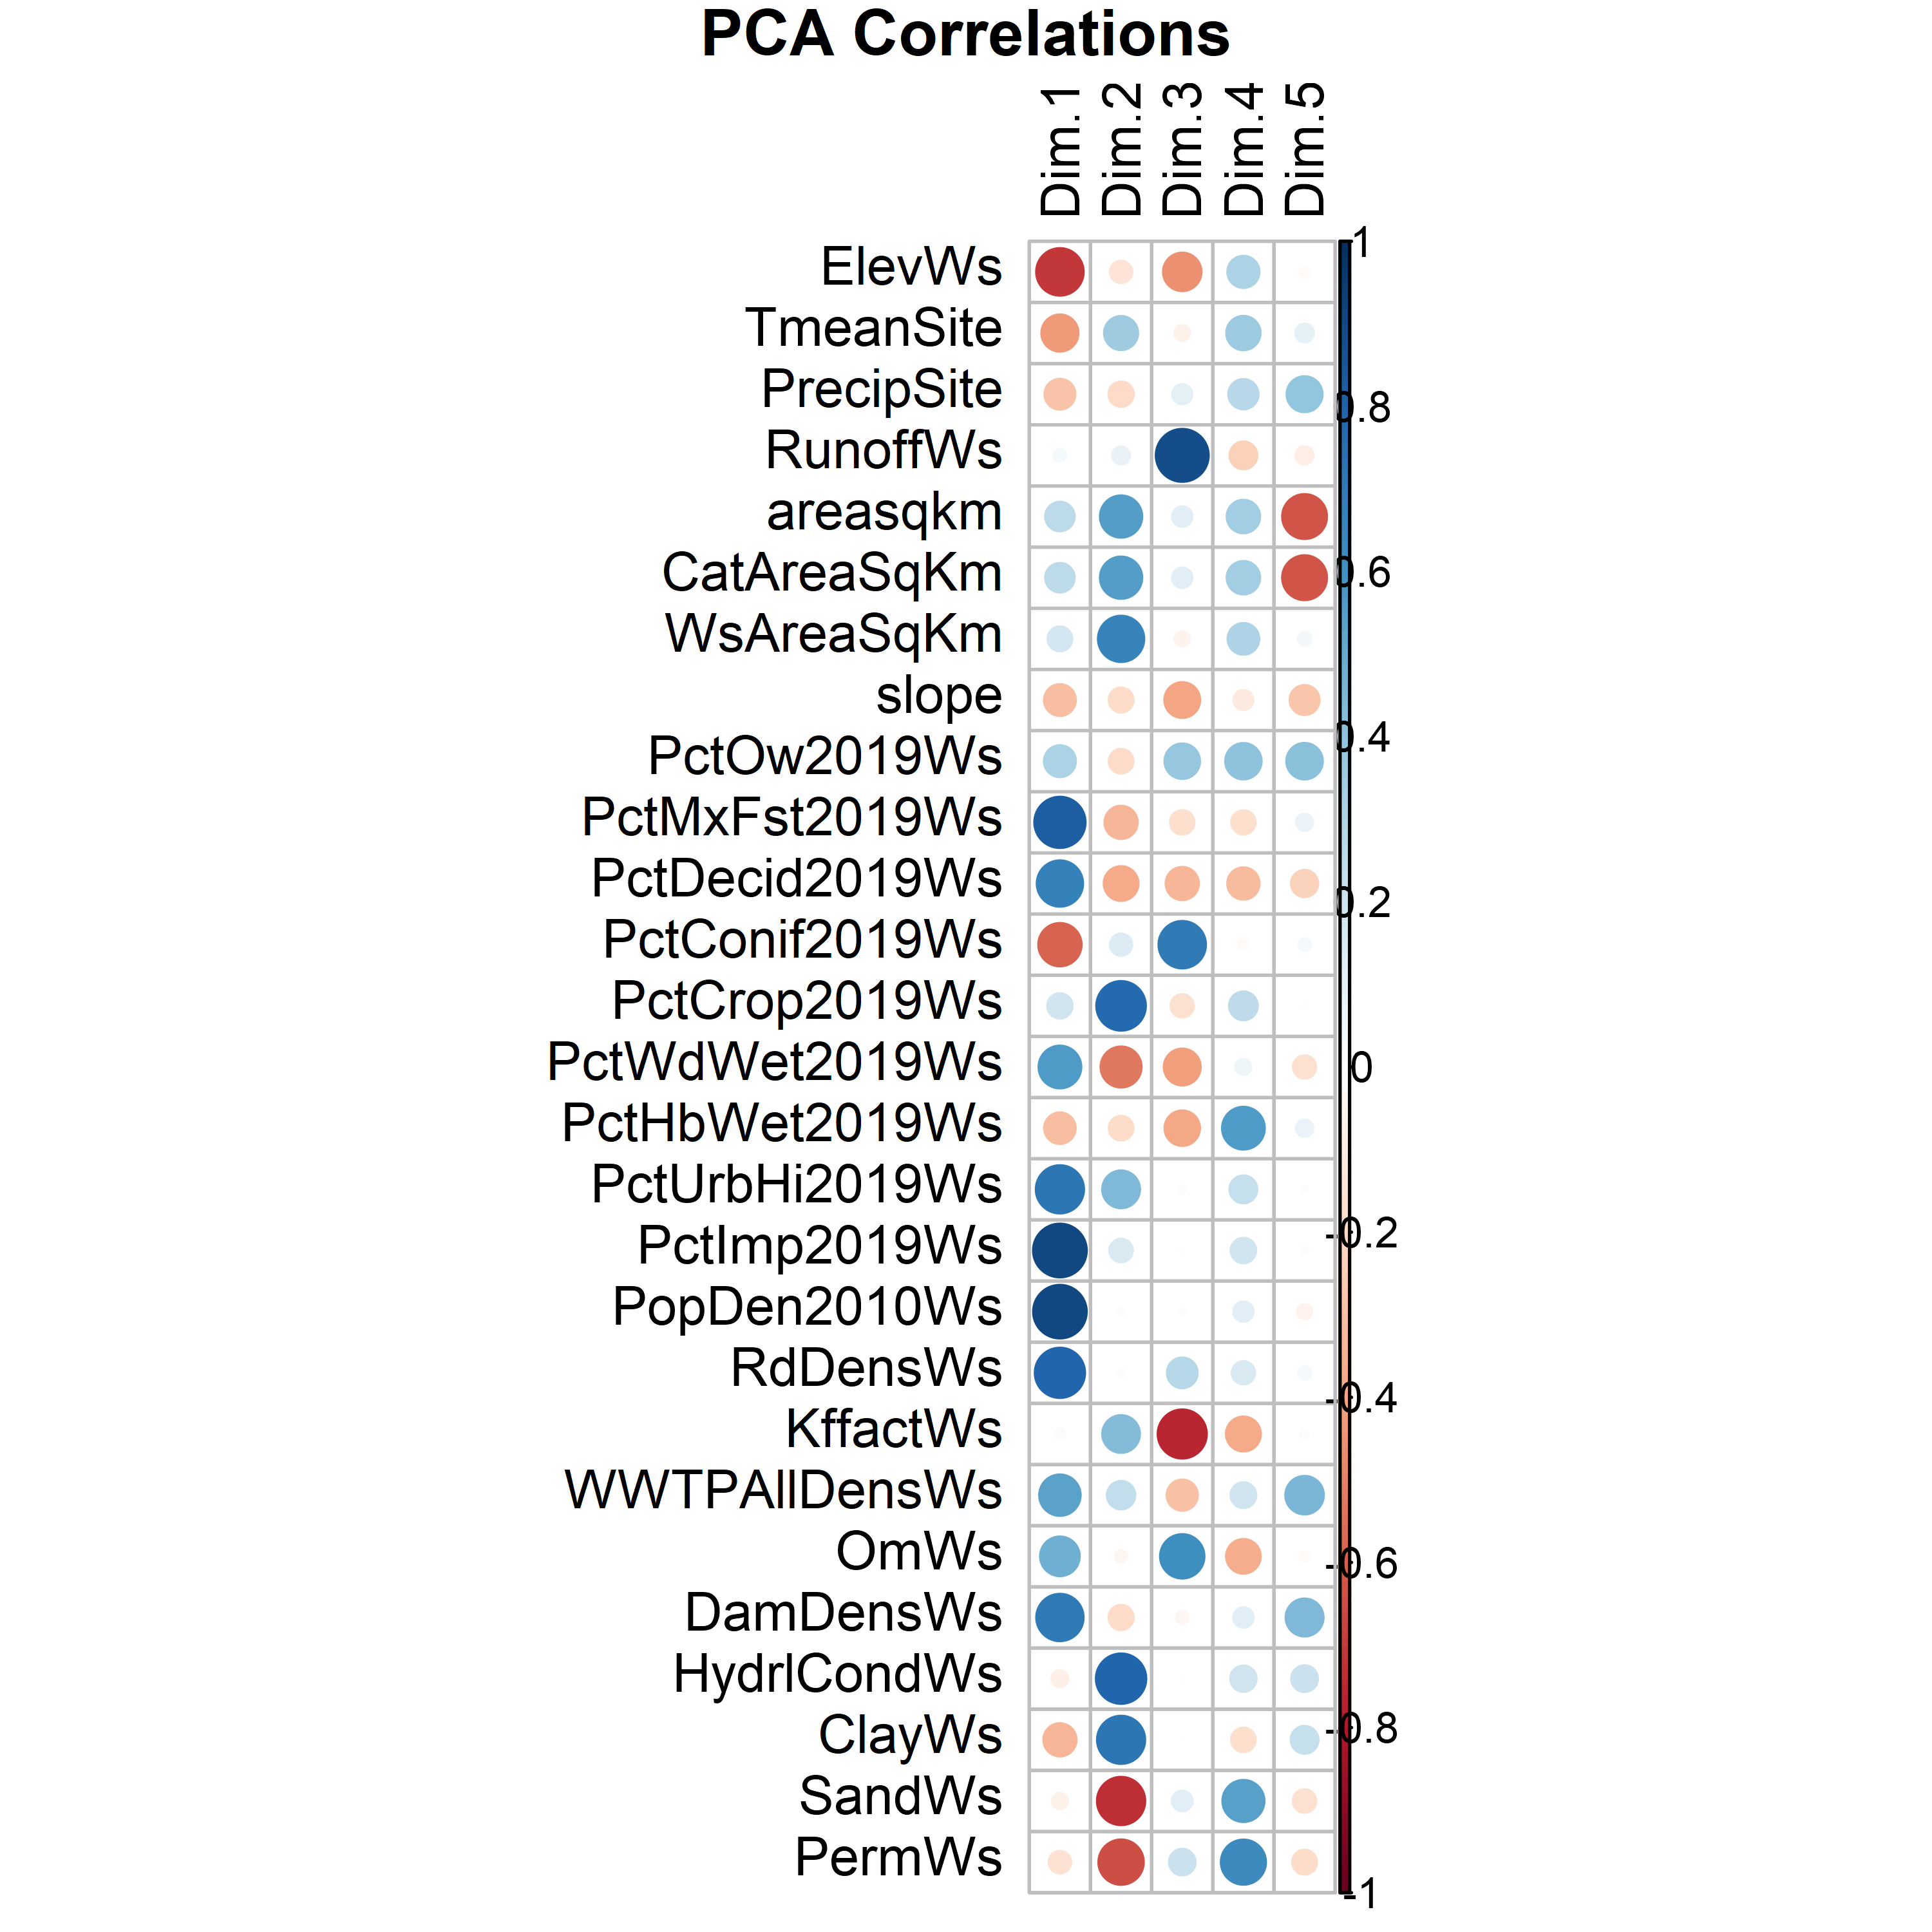 PCA Correlations
Dim.1
Dim.2
Dim.3
Dim.4
Dim.5
ElevWs
TmeanSite
PrecipSite
RunoffWs
areasqkm
CatAreaSqKm
WsAreaSqKm
slope
PctOw2019Ws
PctMxFst2019Ws
PctDecid2019Ws
PctConif2019Ws
PctCrop2019Ws
PctWdWet2019Ws
PctHbWet2019Ws
PctUrbHi2019Ws
PctImp2019Ws
PopDen2010Ws
RdDensWs
KffactWs
WWTPAllDensWs
OmWs
DamDensWs
HydrlCondWs
ClayWs
SandWs
PermWs
1
0.8
0.6
0.4
0.2
0
-0.2
-0.4
-0.6
-0.8
-1